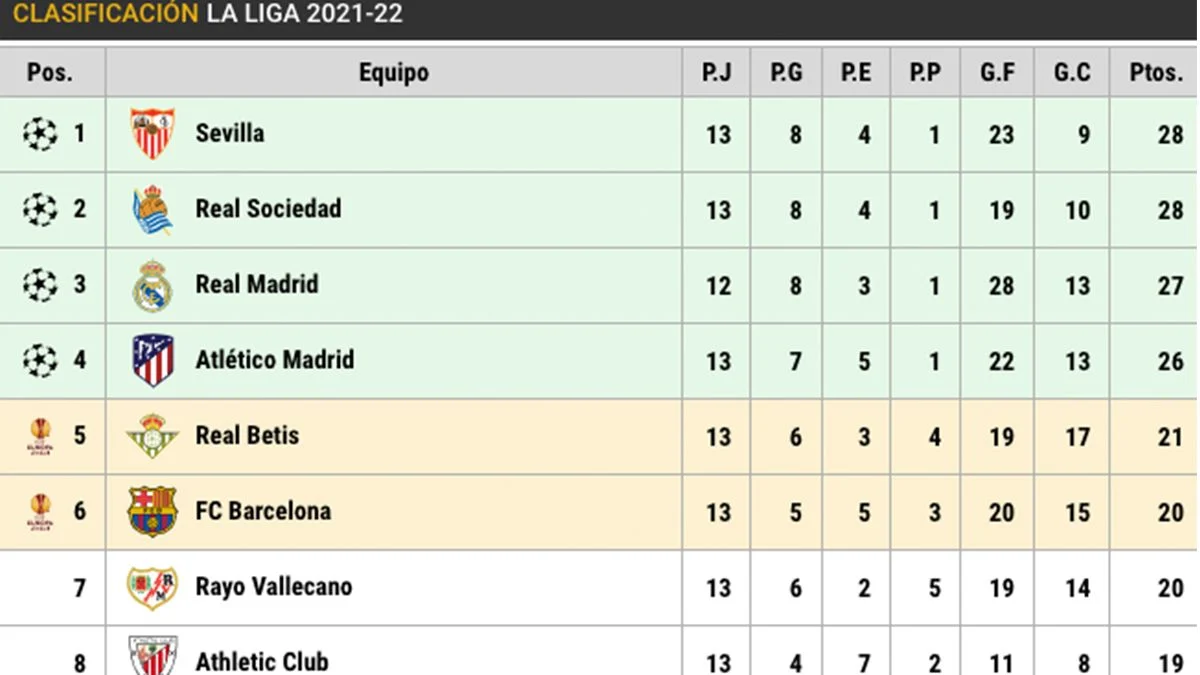 CLASIFICACIÓN LA LIGA 2021-22
Pos. Equipo P.J P.G P.E P.P G.F G.C Ptos.
1 Sevilla 13 8 4 1 23 9 28
2 Real Sociedad 13 8 4 1 19 10 28
3 Real Madrid 12 8 3 1 28 13 27
4 Atlético Madrid 13 7 5 1 22 13 26
5 Real Betis 13 6 3 4 19 17 21
6 FC Barcelona 13 5 5 3 20 15 20
7 Rayo Vallecano 13 6 2 5 19 14 20
8 Athletic Club 13 4 7 2 11 8 19